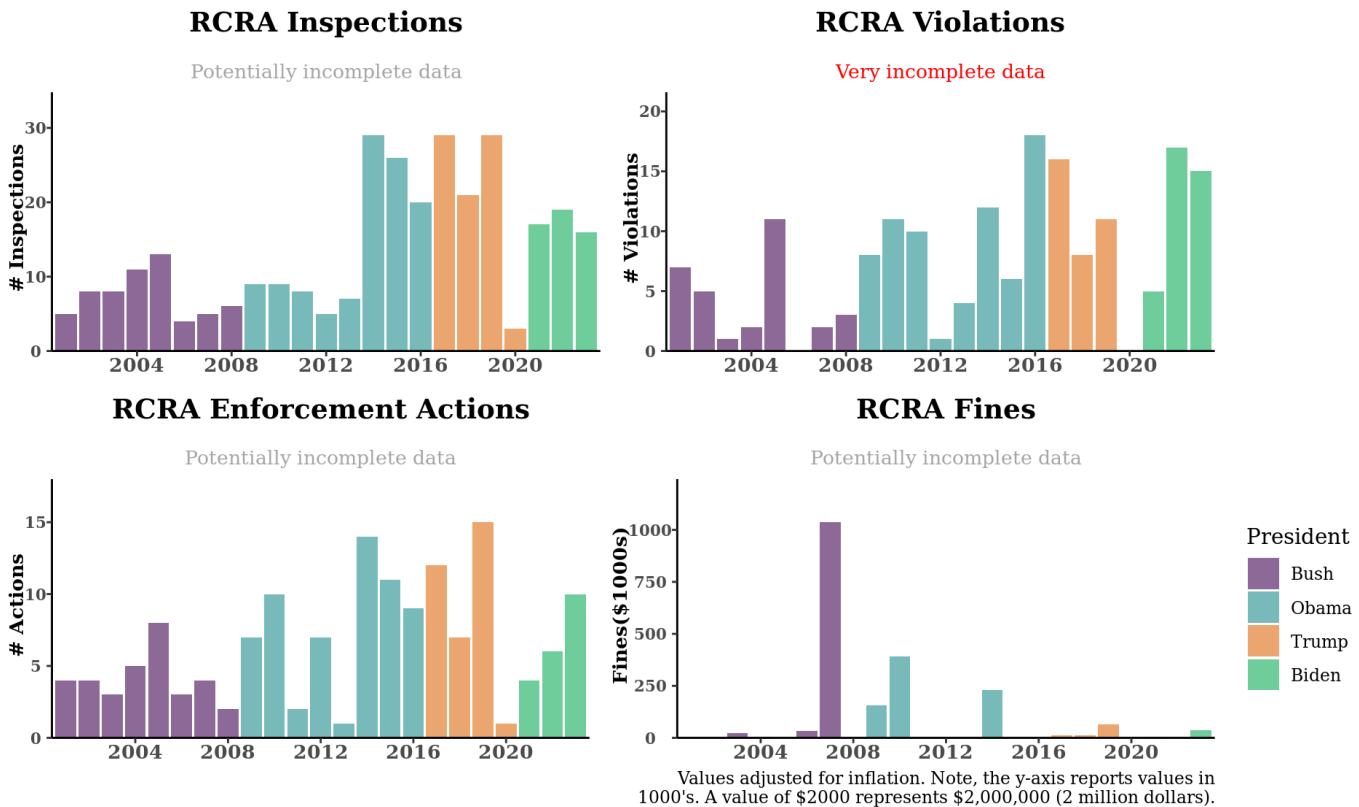 RCRA Inspections
Potentially incomplete data
# Inspections
30
20
10
0
2004 2008 2012 2016 2020
RCRA Violations
Very incomplete data
# Violations
20
15
10
5
0
2004 2008 2012 2016 2020
RCRA Enforcement Actions
Potentially incomplete data
# Actions
15
10
5
0
2004 2008 2012 2016 2020
RCRA Fines
Potentially incomplete data
Fines($1000s)
1000
750
500
250
0
2004 2008 2012 2016 2020
Values adjusted for inflation. Note, the y-axis reports values in
1000's. A value of $2000 represents $2,000,000 (2 million dollars).
President
Bush
Obama
Trump
Biden